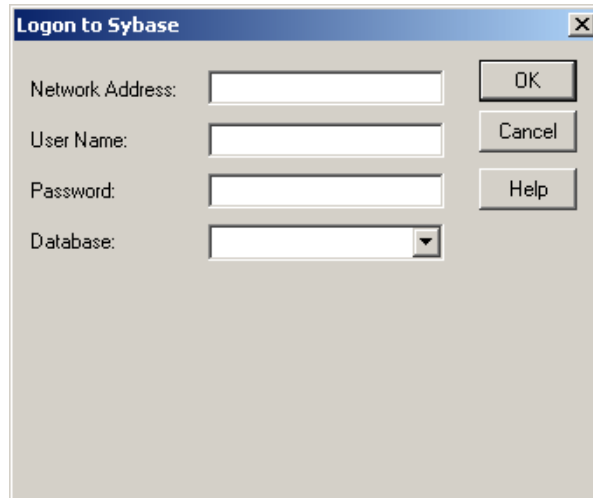 Logon to Sybase
Network Address:
OK
User Name:
Cancel
Password:
Help
Database: